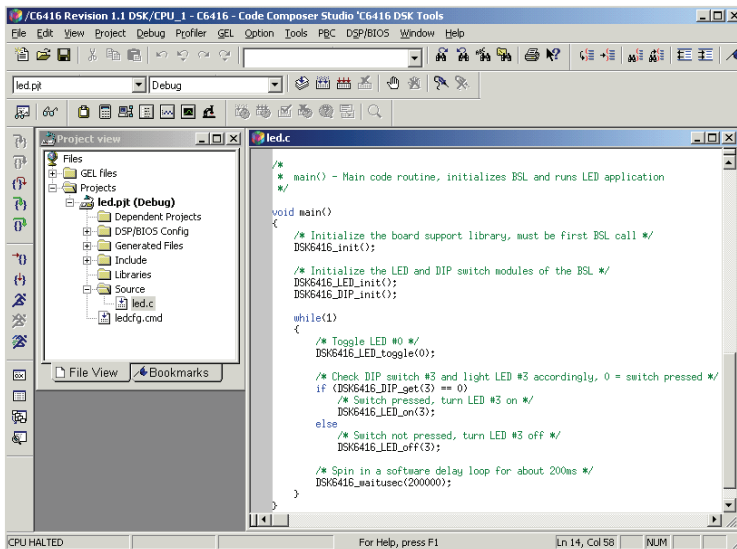 /C6416 Revision 1.1 DSK/CPU_1 - C6416 - Code Composer Studio 'C6416 DSK Tools
File Edit View Project Debug Profiler GEL Option Tools PBC DSP/BIOS Window Help
led.pjt Debug
Project view
Files
GEL files
Projects
led.pjt (Debug)
Dependent Projects
DSP/BIOS Config
Generated Files
Include
Libraries
Source
led.c
ledcfg.cmd
File View Bookmarks
led.c
/*
 * main() - Main code routine, initializes BSL and runs LED application
 */
void main()
{
    /* Initialize the board support library, must be first BSL call */
    DSK6416_init();
    /* Initialize the LED and DIP switch modules of the BSL */
    DSK6416_LED_init();
    DSK6416_DIP_init();
    while(1)
    {
        /* Toggle LED #0 */
        DSK6416_LED_toggle(0);
        /* Check DIP switch #3 and light LED #3 accordingly, 0 = switch pressed */
        if (DSK6416_DIP_get(3) == 0)
            /* Switch pressed, turn LED #3 on */
            DSK6416_LED_on(3);
        else
            /* Switch not pressed, turn LED #3 off */
            DSK6416_LED_off(3);
        /* Spin in a software delay loop for about 200ms */
        DSK6416_waitusec(200000);
    }
}
CPU HALTED For Help, press F1 Ln 14, Col 58 NUM